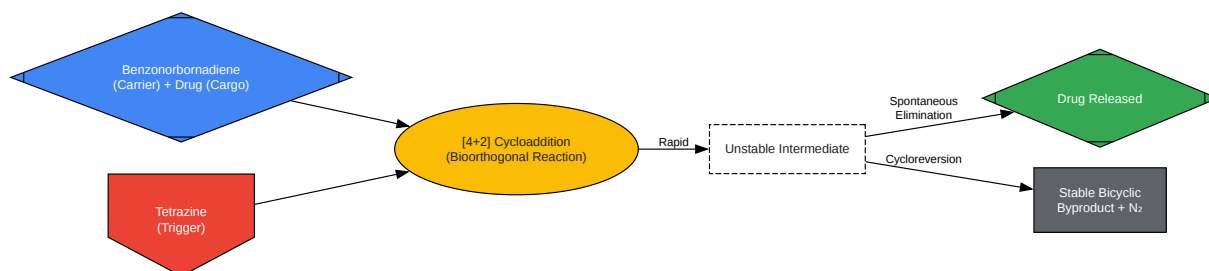 Benzonorbornadiene
(Carrier) + Drug (Cargo)
Tetrazine
(Trigger)
[4+2] Cycloaddition
(Bioorthogonal Reaction)
Rapid
Unstable Intermediate
Spontaneous
Elimination
Cycloreversion
Drug Released
Stable Bicyclic
Byproduct + N₂